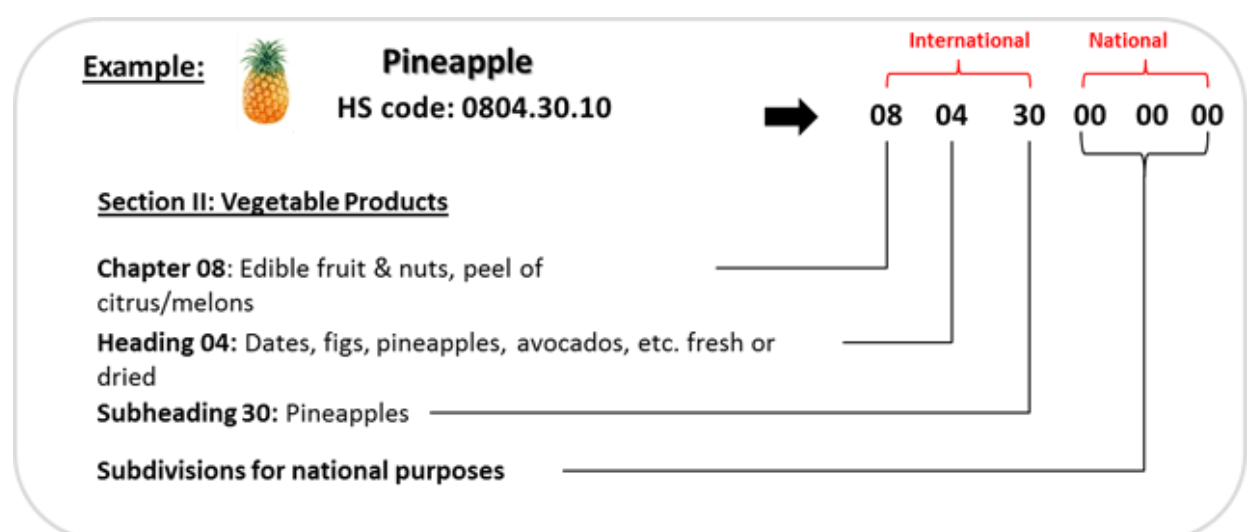 International National
Example: Pineapple
HS code: 0804.30.10
08 04 30 00 00 00
Section II: Vegetable Products
Chapter 08: Edible fruit & nuts, peel of
citrus/melons
Heading 04: Dates, figs, pineapples, avocados, etc. fresh or
dried
Subheading 30: Pineapples
Subdivisions for national purposes